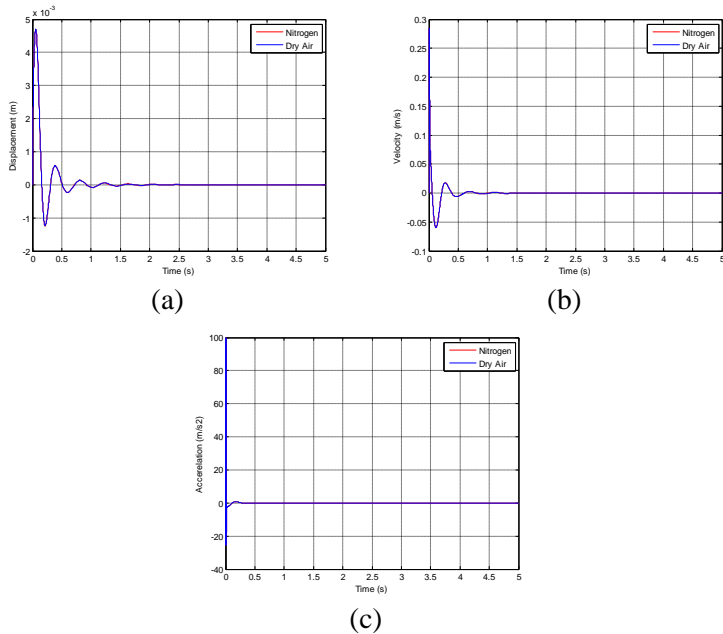 x 10⁻³
5
4
3
2
1
0
-1
-2
Displacement (m)
Nitrogen
Dry Air
0 0.5 1 1.5 2 2.5 3 3.5 4 4.5 5
Time (s)
(a)
0.3
0.25
0.2
0.15
0.1
0.05
0
-0.05
-0.1
Velocity (m/s)
Nitrogen
Dry Air
0 0.5 1 1.5 2 2.5 3 3.5 4 4.5 5
Time (s)
(b)
100
80
60
40
20
0
-20
-40
Accerelation (m/s2)
Nitrogen
Dry Air
0 0.5 1 1.5 2 2.5 3 3.5 4 4.5 5
Time (s)
(c)